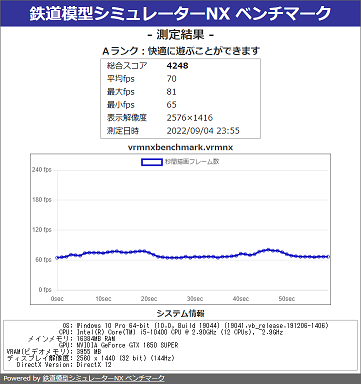 鉄道模型シミュレーターNX ベンチマーク
- 測定結果 -
Aランク：快適に遊ぶことができます
総合スコア 4248
平均fps 70
最大fps 81
最小fps 65
表示解像度 2576×1416
測定日時 2022/09/04 23:55
vrmnxbenchmark.vrmnx
秒間描画フレーム数
240 fps
180 fps
120 fps
60 fps
0 fps
0sec 10sec 20sec 30sec 40sec 50sec
システム情報
OS: Windows 10 Pro 64-bit (10.0, Build 19044) (19041.vb_release.191206-1406)
CPU: Intel(R) Core(TM) i5-10400 CPU @ 2.90GHz (12 CPUs), ~2.9GHz
メインメモリ: 16384MB RAM
GPU: NVIDIA GeForce GTX 1650 SUPER
VRAM(ビデオメモリ): 3955 MB
ディスプレイ解像度: 2560 x 1440 (32 bit) (144Hz)
DirectX Version: DirectX 12
Powered by 鉄道模型シミュレーターNX ベンチマーク